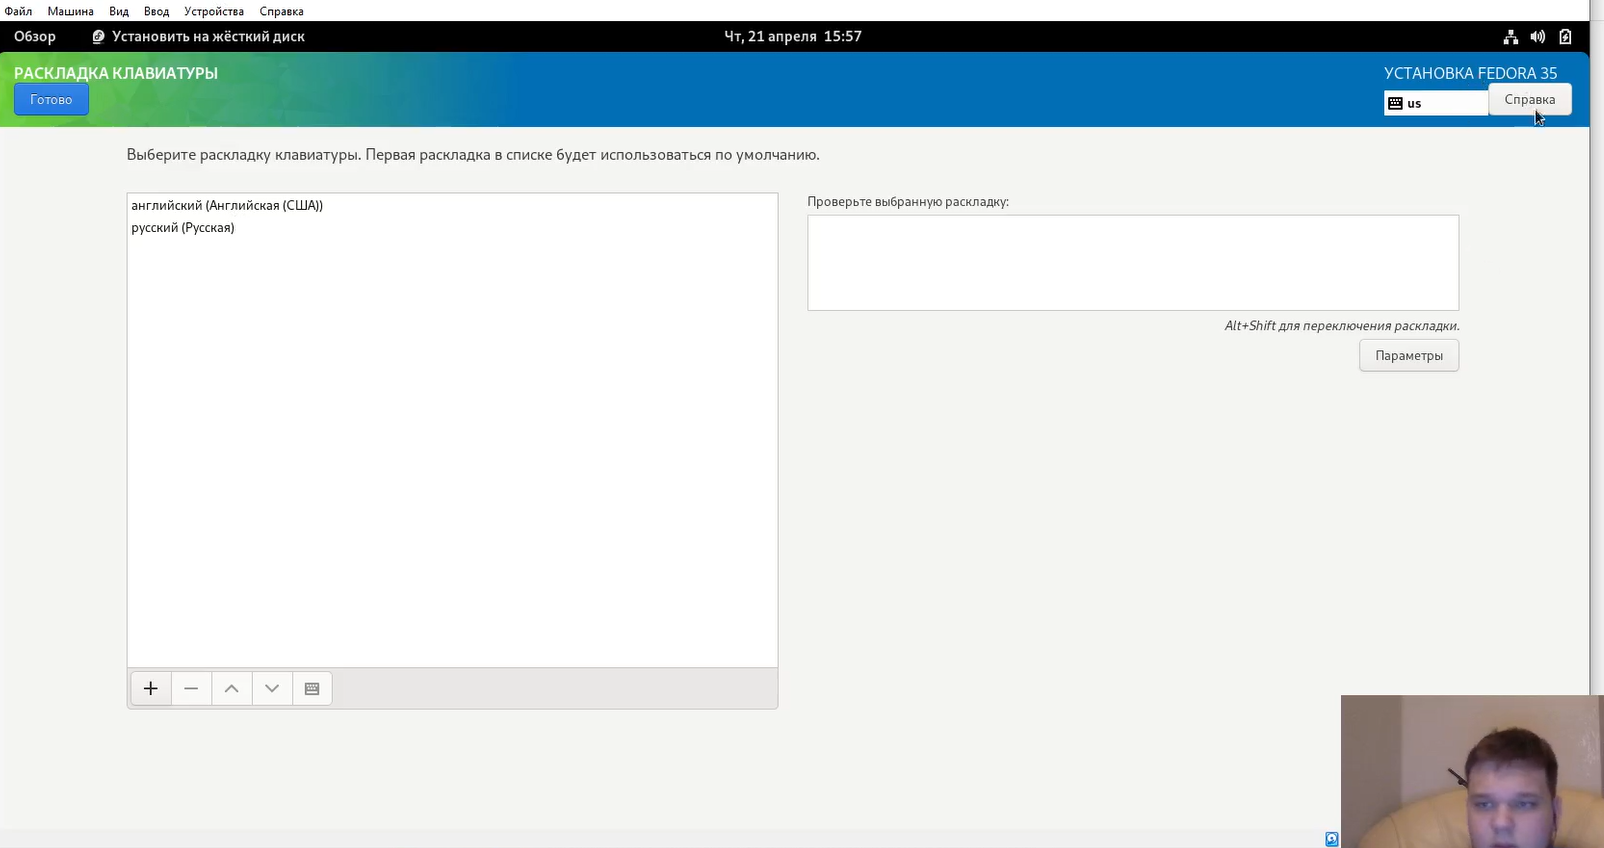 Файл Машина Вид Ввод Устройства Справка
Обзор Установить на жёсткий диск Чт, 21 апреля 15:57
РАСКЛАДКА КЛАВИАТУРЫ УСТАНОВКА FEDORA 35
Готово us Справка
Выберите раскладку клавиатуры. Первая раскладка в списке будет использоваться по умолчанию.
английский (Английская (США)) Проверьте выбранную раскладку:
русский (Русская)
Alt+Shift для переключения раскладки.
Параметры